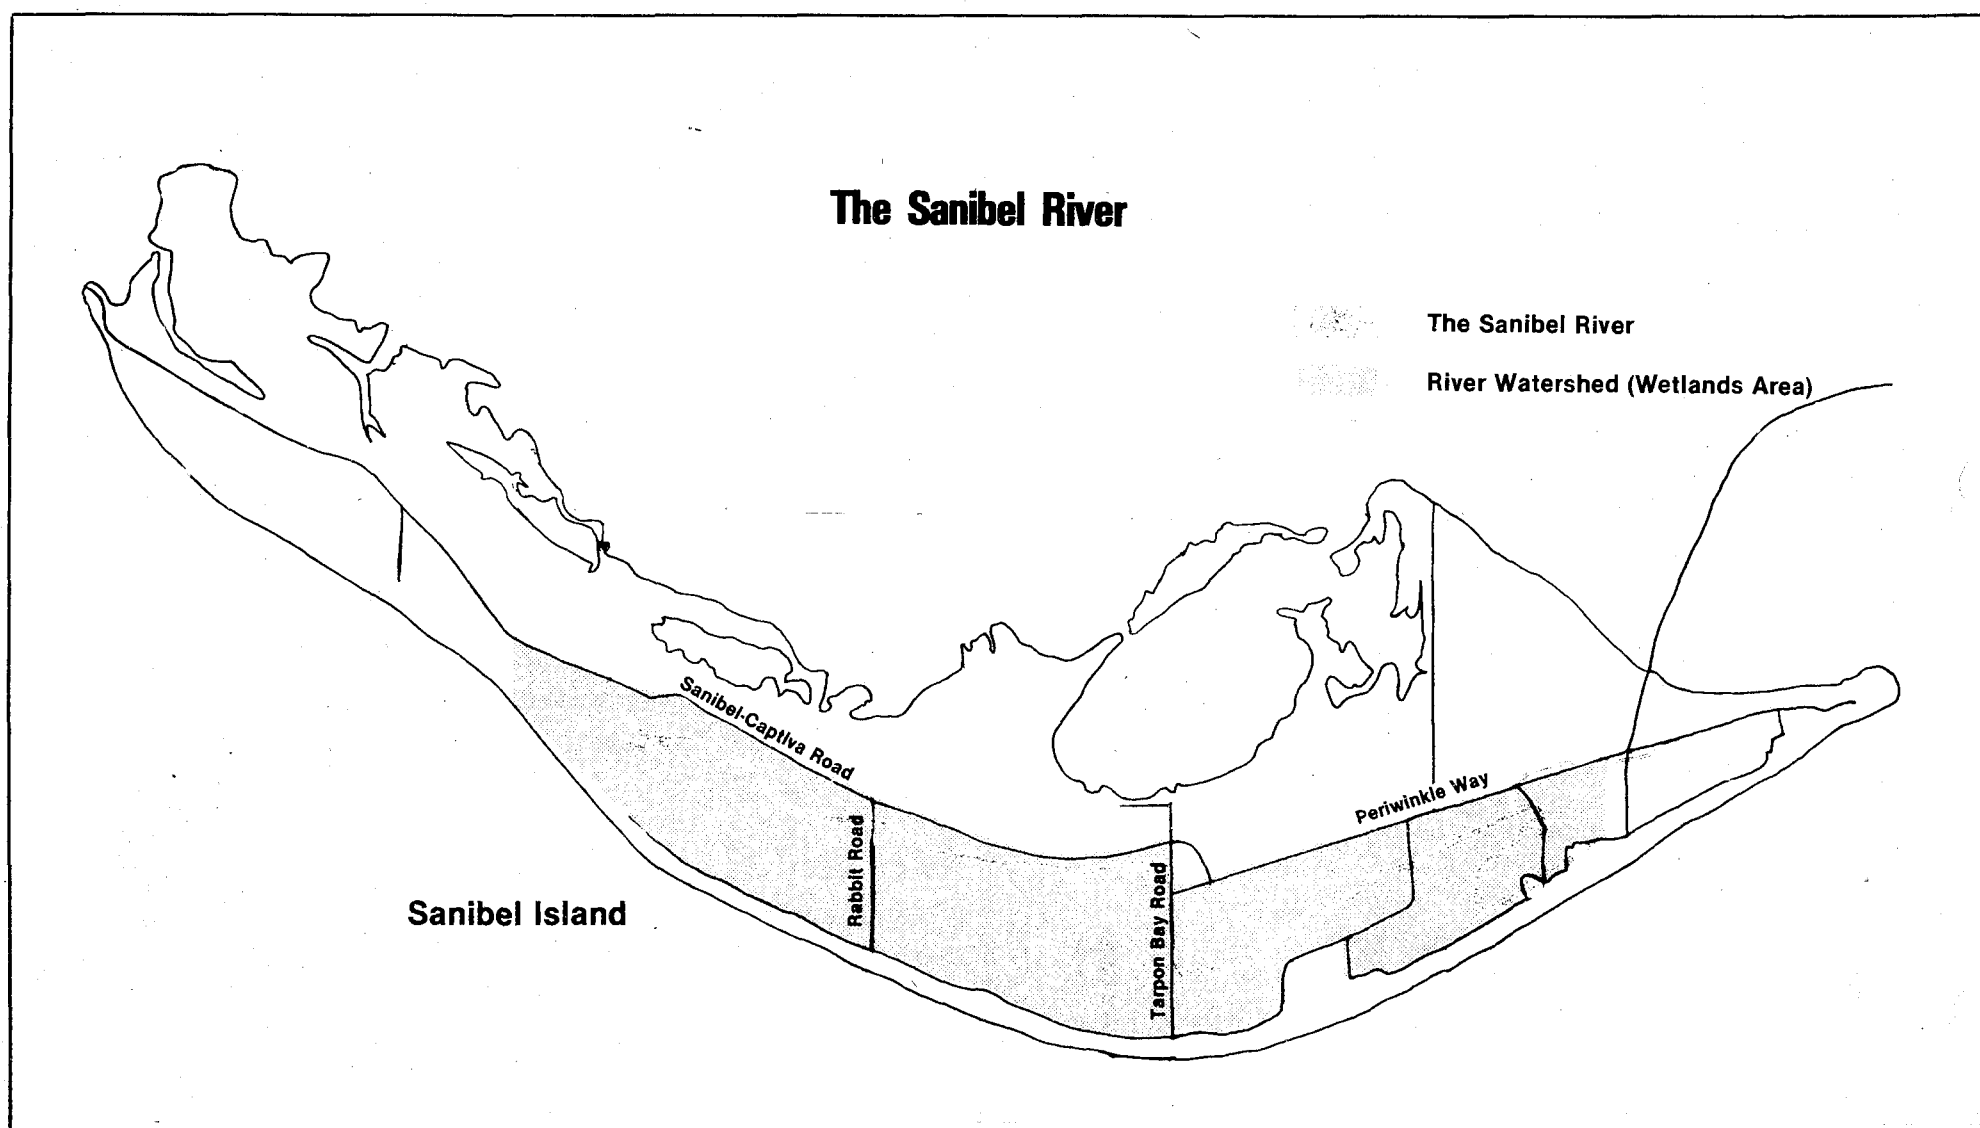 The Sanibel River
The Sanibel River
River Watershed (Wetlands Area)
Sanibel-Captiva Road
Periwinkle Way
Rabbit Road
Tarpon Bay Road
Sanibel Island